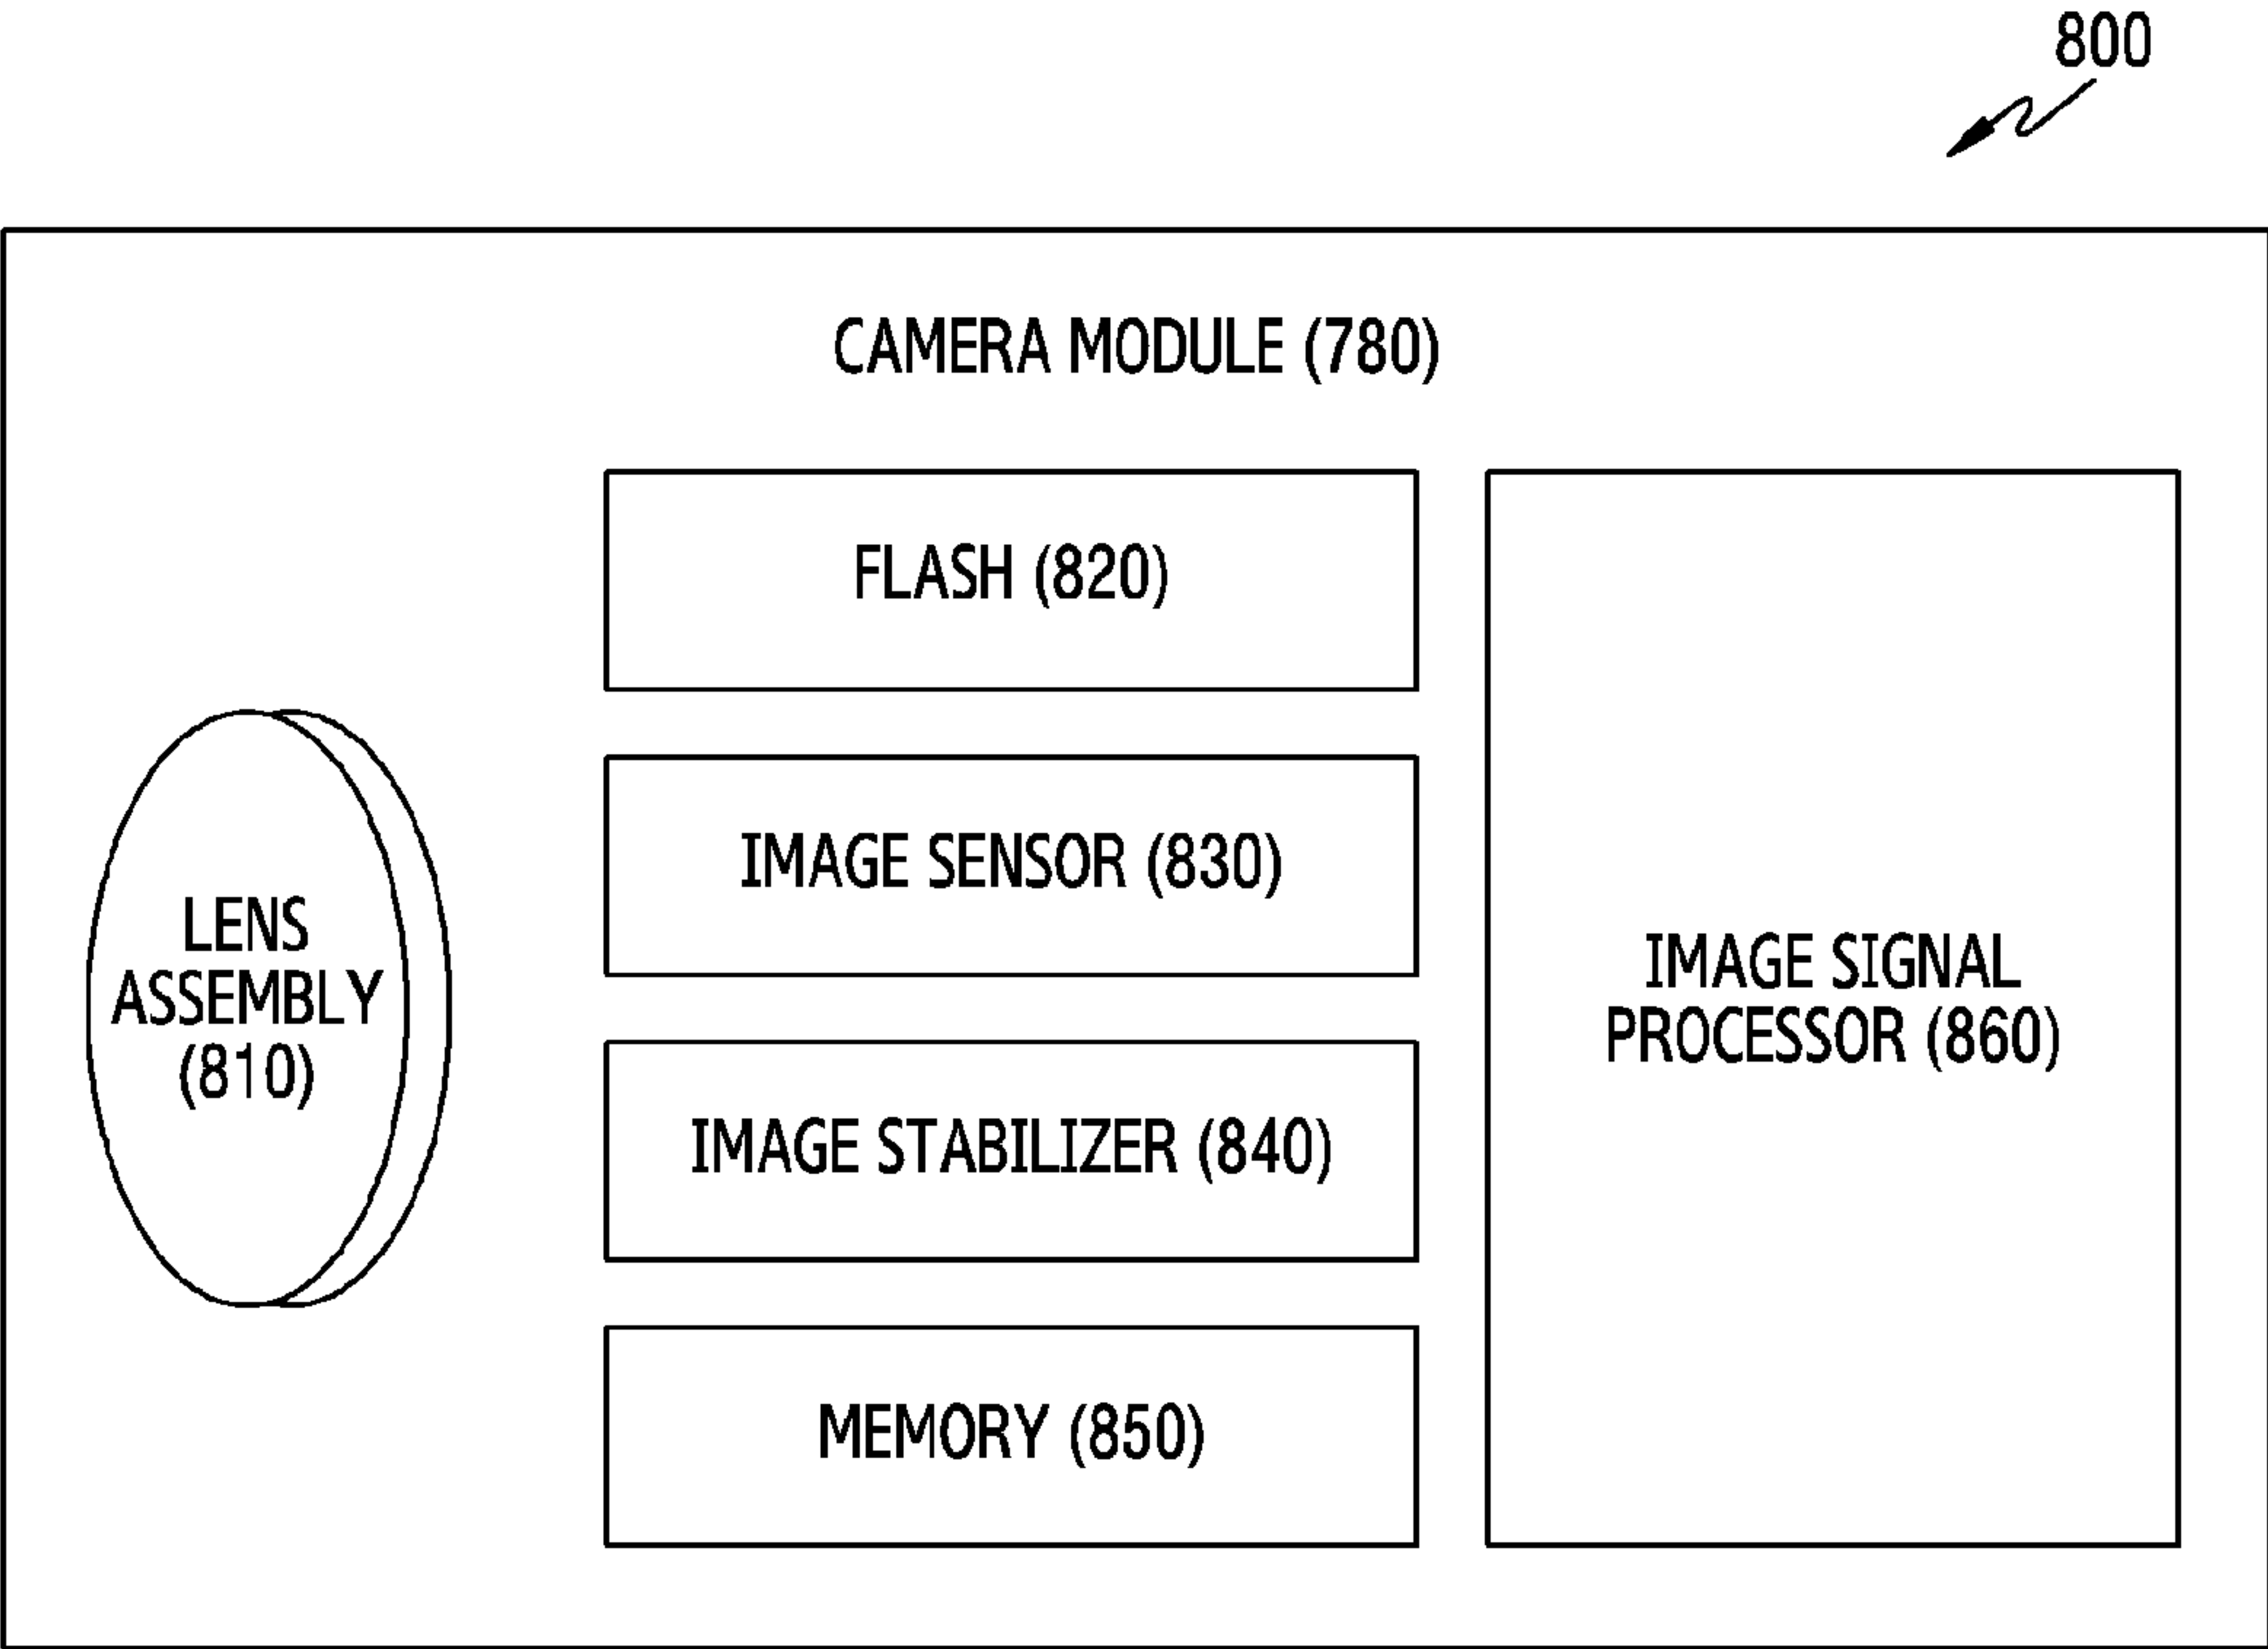 800
CAMERA MODULE (780)
LENS
ASSEMBLY
(810)
FLASH (820)
IMAGE SENSOR (830)
IMAGE STABILIZER (840)
MEMORY (850)
IMAGE SIGNAL
PROCESSOR (860)